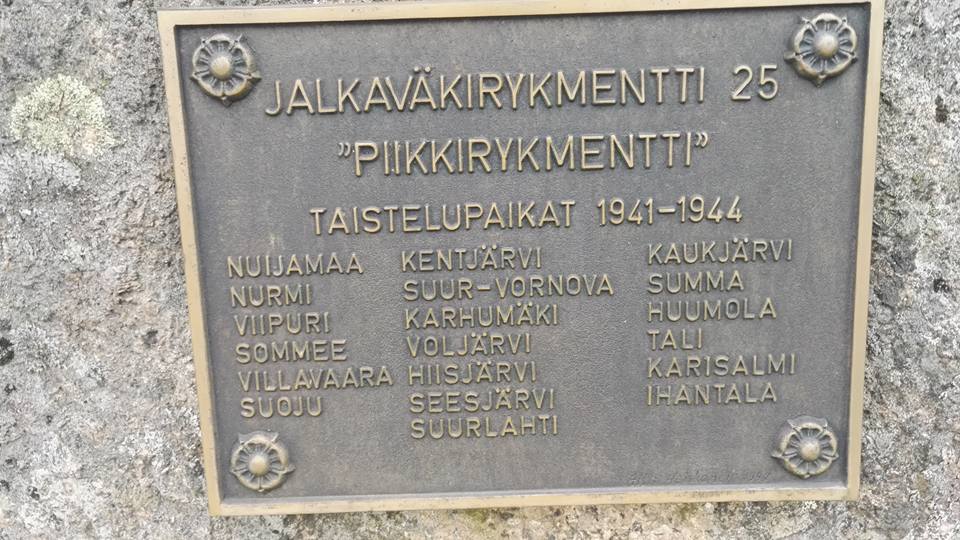 JALKAVÄKIRYKMENTTI 25
”PIIKKIRYKMENTTI”
TAISTELUPAIKAT 1941-1944
NUIJAMAA
NURMI
VIIPURI
SOMMEE
VILLAVAARA
SUOJU
KENTJÄRVI
SUUR-VORNOVA
KARHUMÄKI
VOLJÄRVI
HIISJÄRVI
SEESJÄRVI
SUURLAHTI
KAUKJÄRVI
SUMMA
HUUMOLA
TALI
KARISALMI
IHANTALA